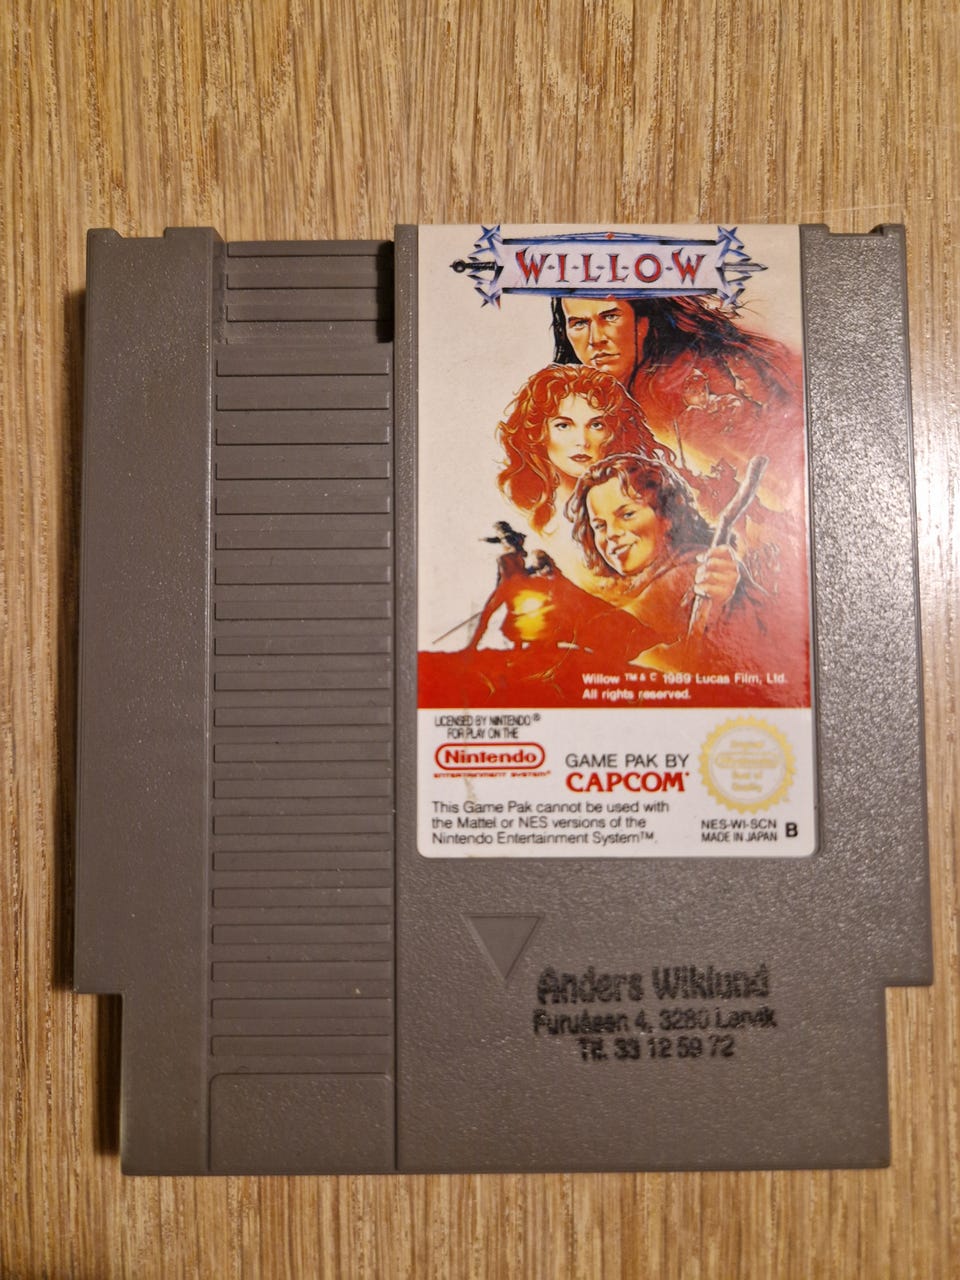 W·I·L·L·O·W
Willow ™ & © 1989 Lucas Film, Ltd.
All rights reserved.
LICENSED BY NINTENDO®
FOR PLAY ON THE
Nintendo
ENTERTAINMENT SYSTEM®
GAME PAK BY
CAPCOM®
This Game Pak cannot be used with
the Mattel or NES versions of the
Nintendo Entertainment System™.
NES-WI-SCN
MADE IN JAPAN
B
Anders Wiklund
Furuåsen 4, 3280 Larvik
Tlf. 33 12 59 72